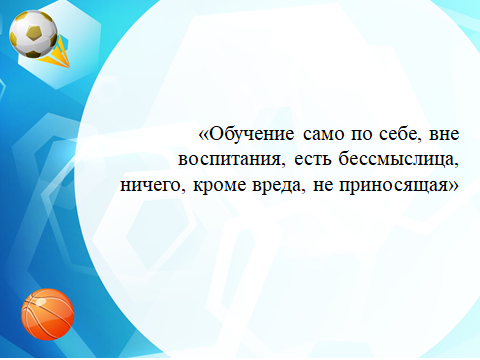 «Обучение само по себе, вне
воспитания, есть бессмыслица,
ничего, кроме вреда, не приносящая»